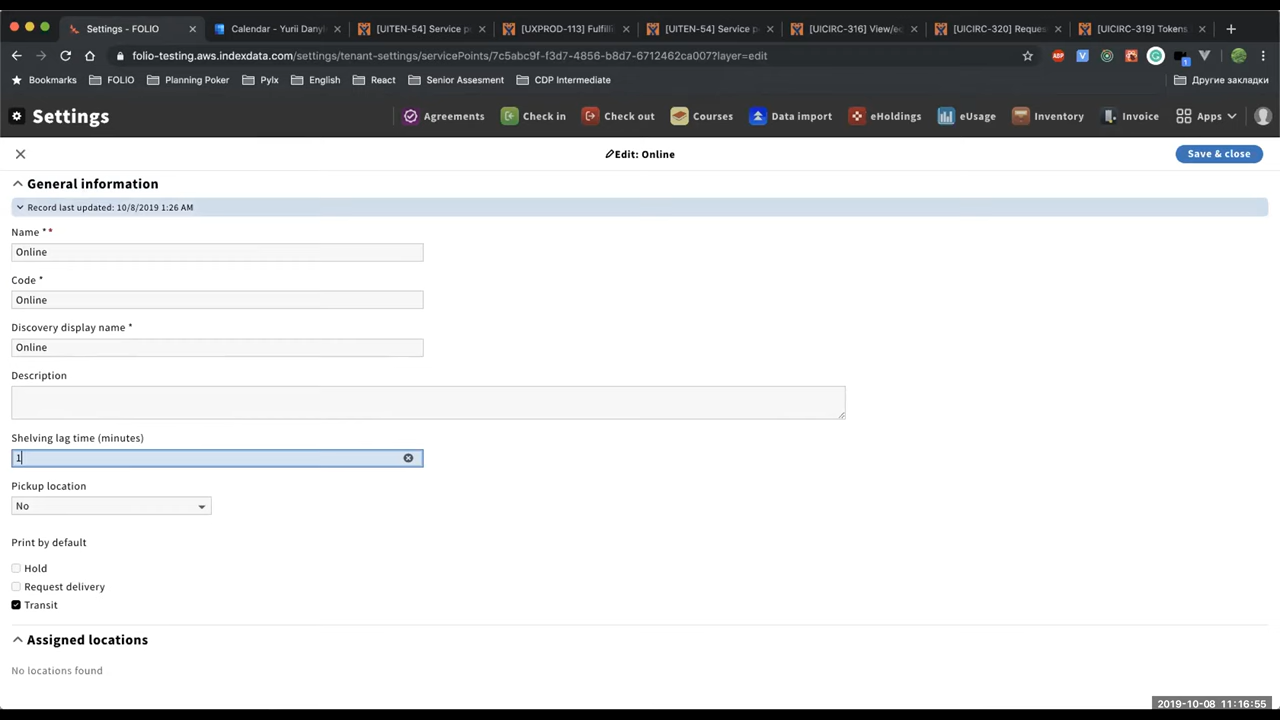 Settings - FOLIO
Calendar - Yurii Danyl
[UITEN-54] Service p
[UXPROD-113] Fulfilli
[UITEN-54] Service p
[UICIRC-316] View/e
[UICIRC-320] Reques
[UICIRC-319] Tokens
folio-testing.aws.indexdata.com/settings/tenant-settings/servicePoints/7c5abc9f-f3d7-4856-b8d7-6712462ca007?layer=edit
Bookmarks FOLIO Planning Poker Pylx English React Senior Assesment CDP Intermediate Другие закладки
Settings Agreements Check in Check out Courses Data import eHoldings eUsage Inventory Invoice Apps
Edit: Online
Save & close
General information
Record last updated: 10/8/2019 1:26 AM
Name * *
Online
Code *
Online
Discovery display name *
Online
Description
Shelving lag time (minutes)
1
Pickup location
No
Print by default
Hold
Request delivery
Transit
Assigned locations
No locations found
2019-10-08 11:16:55